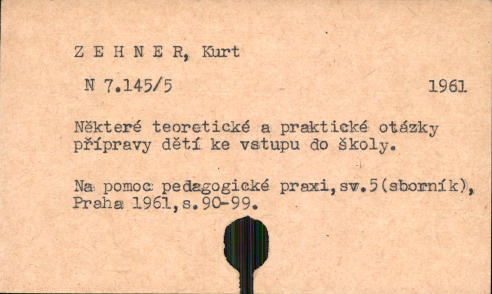 Z E H N E R, Kurt
N 7.145/5 1961
Některé teoretické a praktické otázky
přípravy dětí ke vstupu do školy.
Na pomoc pedagogické praxi,sv.5(sborník),
Praha 1961,s.90-99.